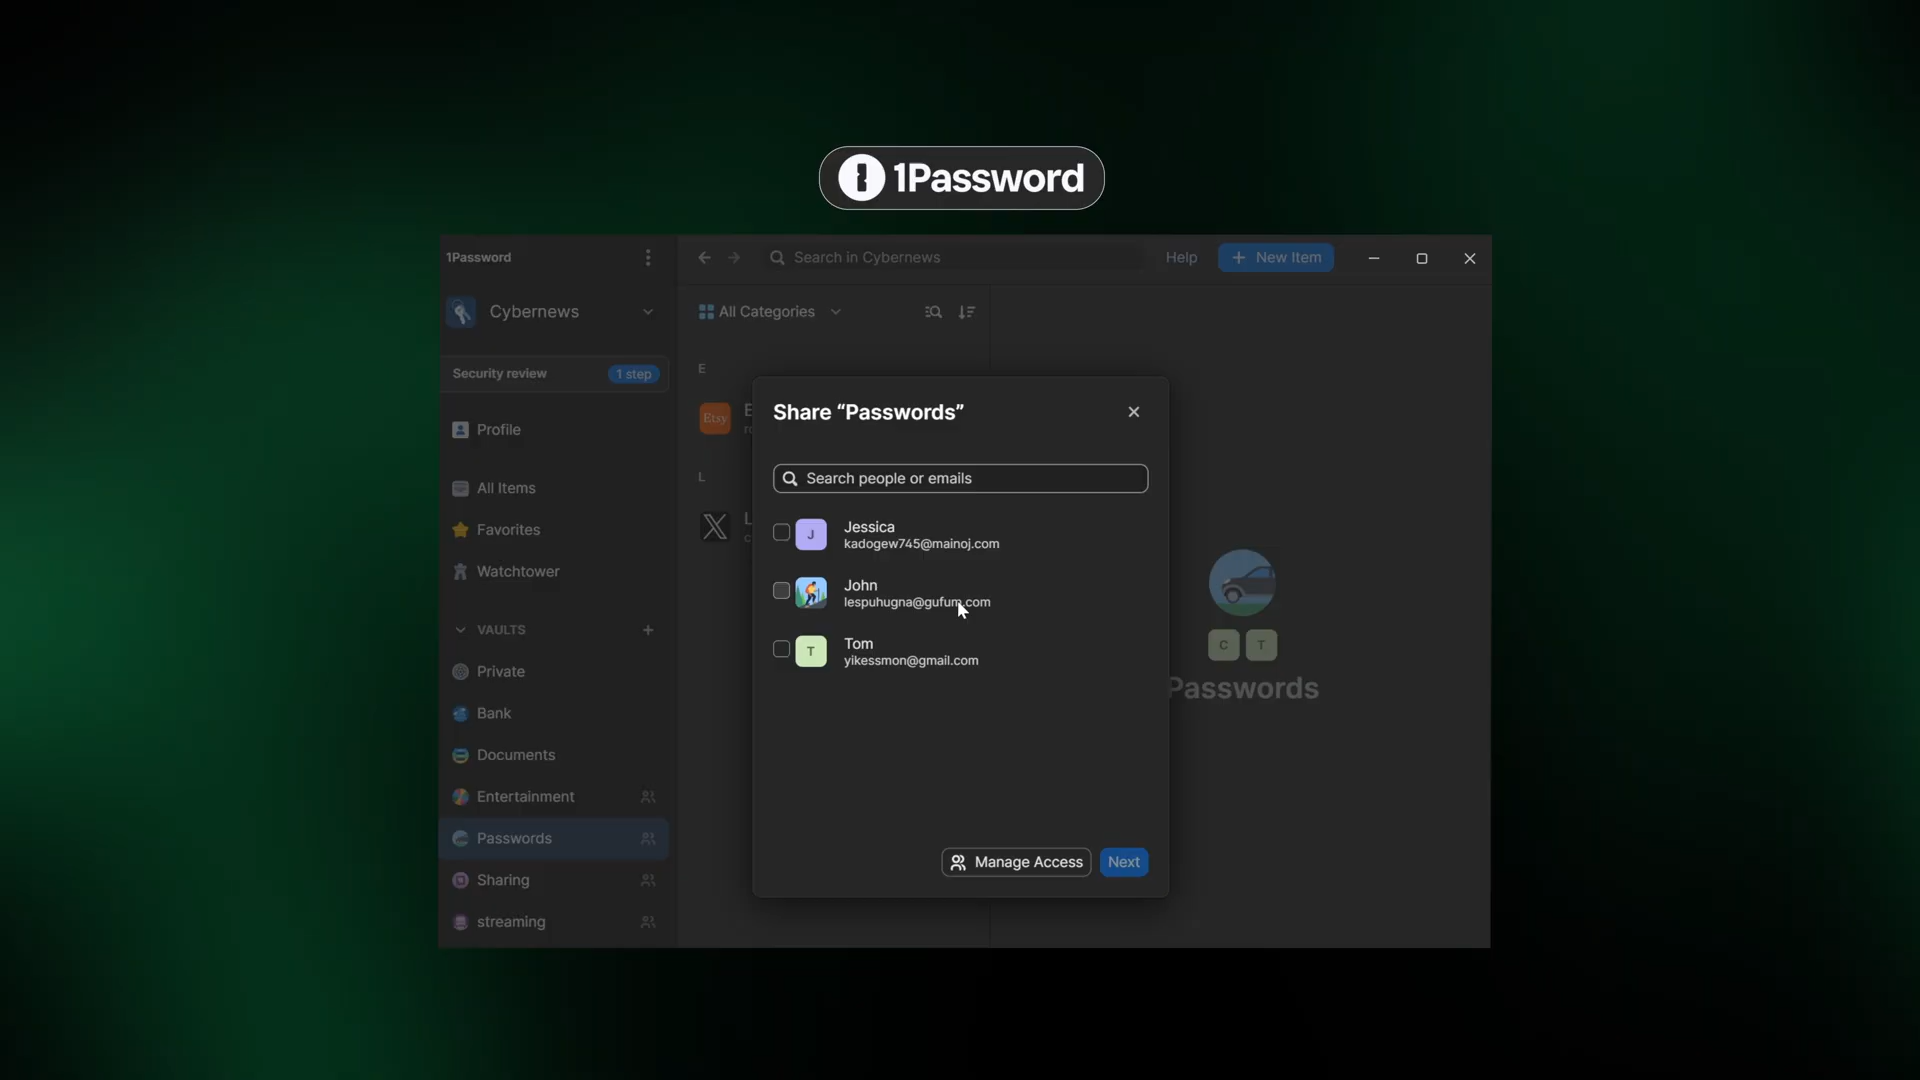 1Password
1Password
Search in Cybernews
Help
New Item
Cybernews
All Categories
Security review
1 step
E
Etsy
Profile
L
All Items
Favorites
Watchtower
VAULTS
Private
Bank
Documents
Entertainment
Passwords
Sharing
streaming
Share “Passwords”
Search people or emails
J
Jessica
kadogew745@mainoj.com
John
lespuhugna@gufum.com
T
Tom
yikessmon@gmail.com
Manage Access
Next
C T
Passwords